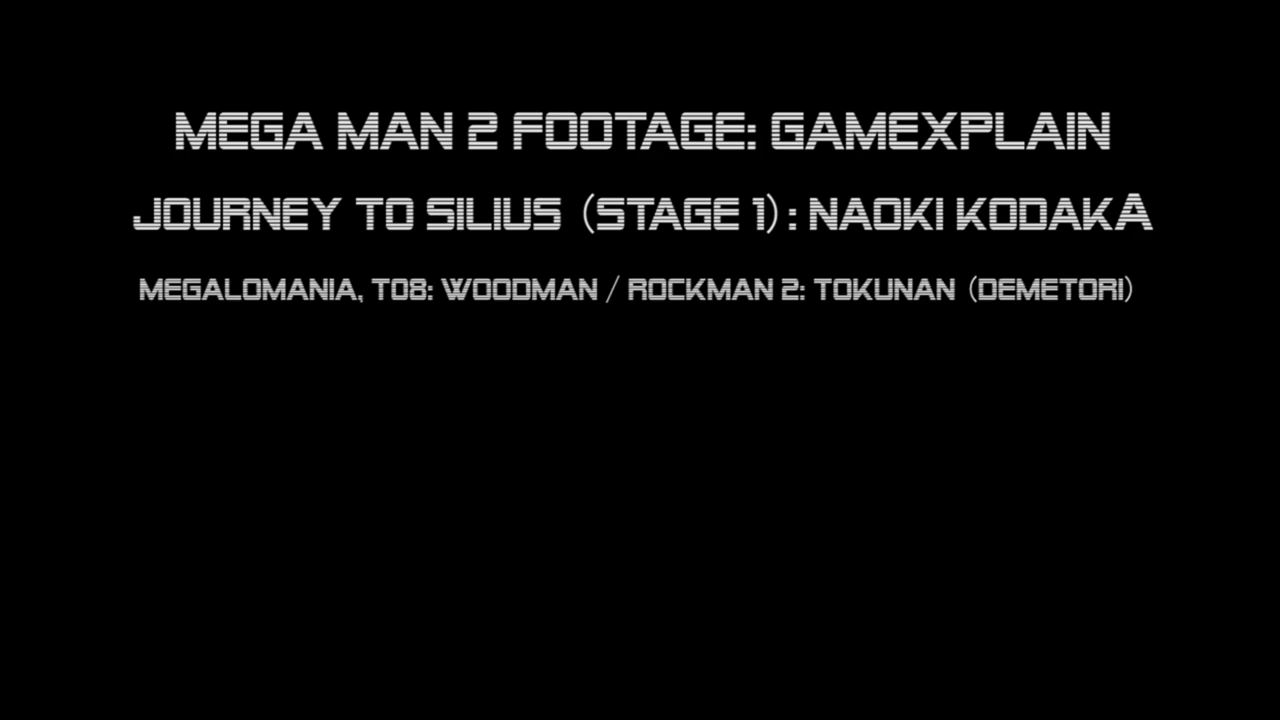 MEGA MAN 2 FOOTAGE: GAMEXPLAIN
JOURNEY TO SILIUS (STAGE 1): NAOKI KODAKA
MEGALOMANIA, T08: WOODMAN / ROCKMAN 2: TOKUNAN (DEMETORI)